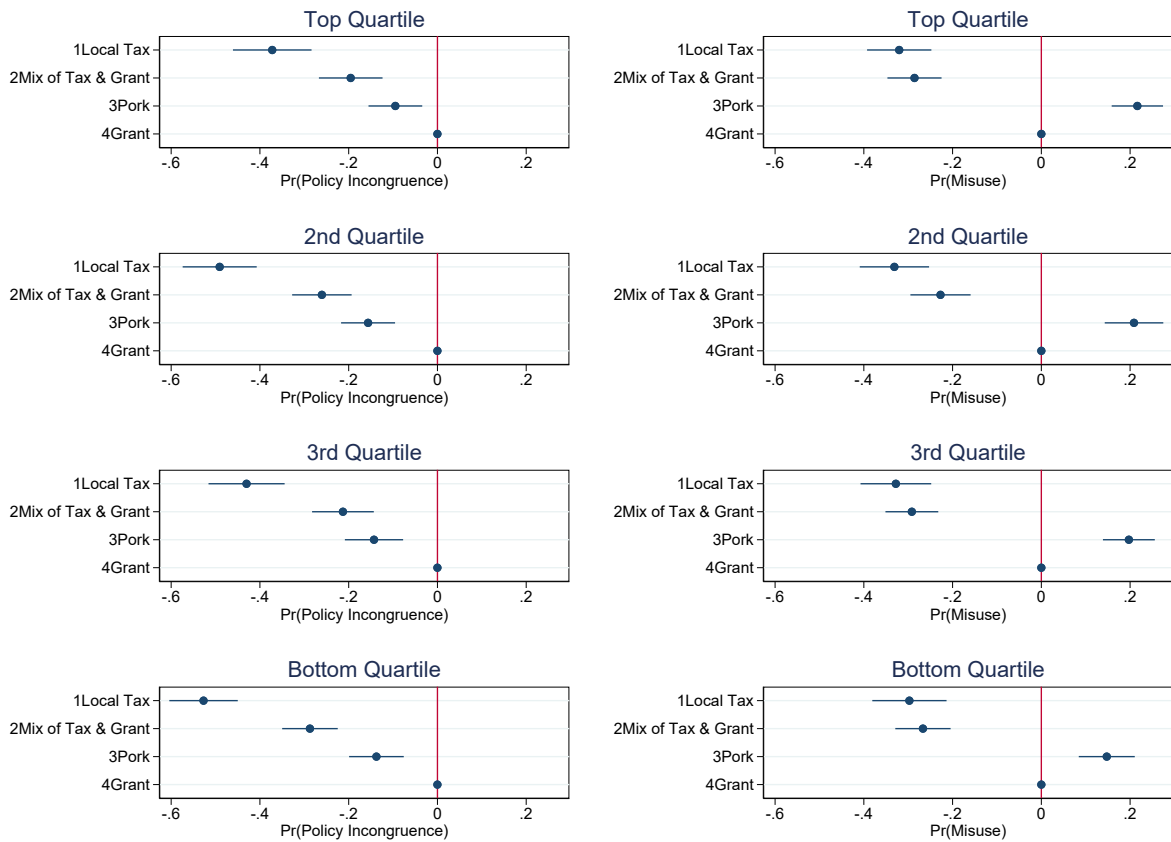 Top Quartile
1Local Tax
2Mix of Tax & Grant
3Pork
4Grant
-.6 -.4 -.2 0 .2
Pr(Policy Incongruence)
Top Quartile
1Local Tax
2Mix of Tax & Grant
3Pork
4Grant
-.6 -.4 -.2 0 .2
Pr(Misuse)
2nd Quartile
1Local Tax
2Mix of Tax & Grant
3Pork
4Grant
-.6 -.4 -.2 0 .2
Pr(Policy Incongruence)
2nd Quartile
1Local Tax
2Mix of Tax & Grant
3Pork
4Grant
-.6 -.4 -.2 0 .2
Pr(Misuse)
3rd Quartile
1Local Tax
2Mix of Tax & Grant
3Pork
4Grant
-.6 -.4 -.2 0 .2
Pr(Policy Incongruence)
3rd Quartile
1Local Tax
2Mix of Tax & Grant
3Pork
4Grant
-.6 -.4 -.2 0 .2
Pr(Misuse)
Bottom Quartile
1Local Tax
2Mix of Tax & Grant
3Pork
4Grant
-.6 -.4 -.2 0 .2
Pr(Policy Incongruence)
Bottom Quartile
1Local Tax
2Mix of Tax & Grant
3Pork
4Grant
-.6 -.4 -.2 0 .2
Pr(Misuse)